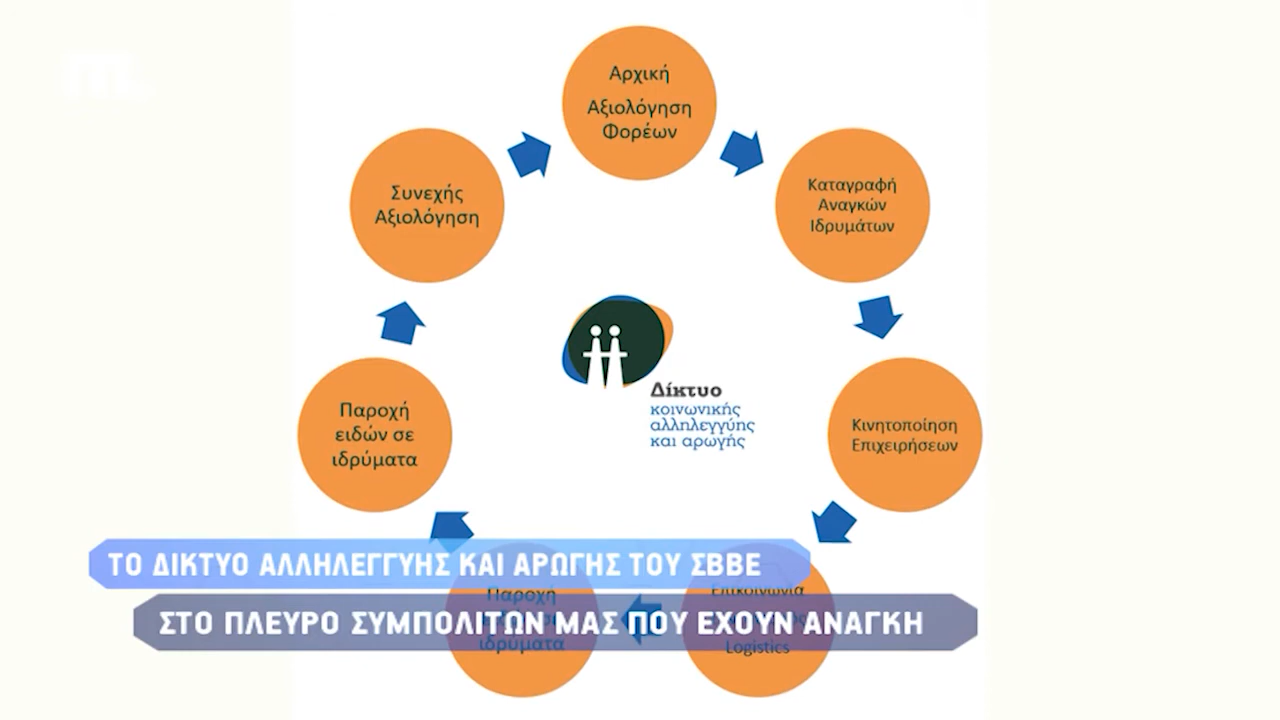 Αρχική
Αξιολόγηση
Φορέων
Καταγραφή
Αναγκών
Ιδρυμάτων
Κινητοποίηση
Επιχειρήσεων
Επικοινωνία
Logistics
Παροχή
ιδρύματα
Παροχή
ειδών σε
ιδρύματα
Συνεχής
Αξιολόγηση
Δίκτυο
κοινωνικής
αλληλεγγύης
και αρωγής
ΤΟ ΔΙΚΤΥΟ ΑΛΛΗΛΕΓΓΥΗΣ ΚΑΙ ΑΡΩΓΗΣ ΤΟΥ ΣΒΒΕ
ΣΤΟ ΠΛΕΥΡΟ ΣΥΜΠΟΛΙΤΩΝ ΜΑΣ ΠΟΥ ΕΧΟΥΝ ΑΝΑΓΚΗ